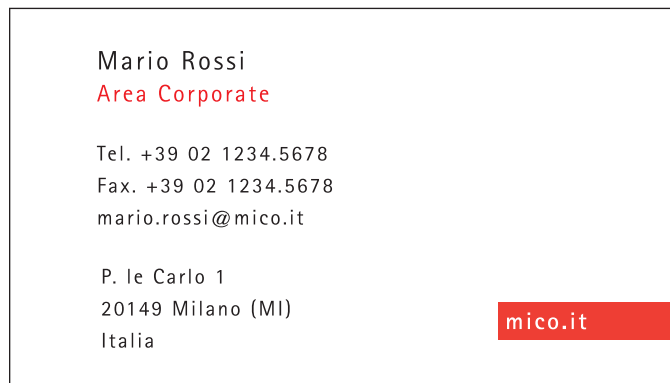 Mario Rossi
Area Corporate
Tel. +39 02 1234.5678
Fax. +39 02 1234.5678
mario.rossi@mico.it
P. le Carlo 1
20149 Milano (MI)
Italia
mico.it